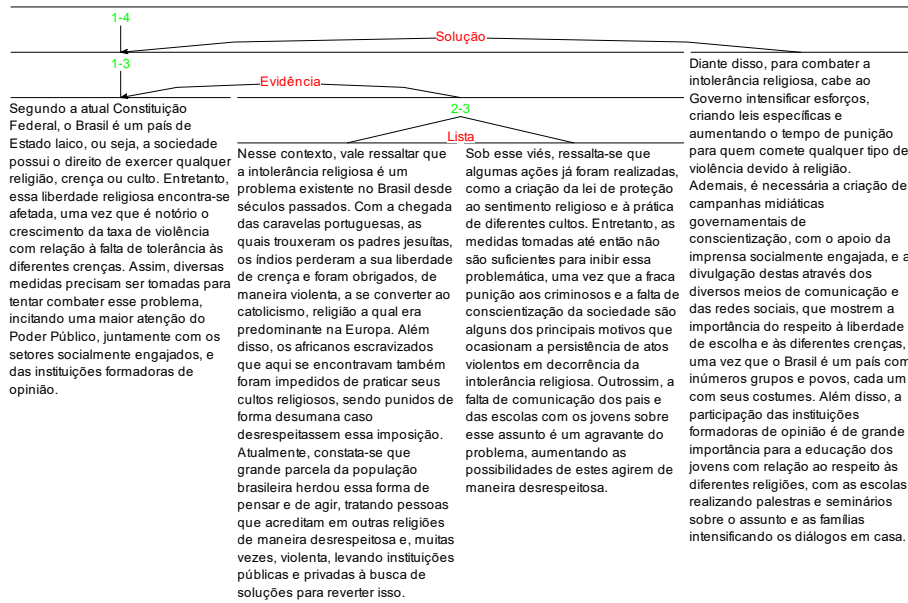 1-4
Solução
1-3
Evidência
Segundo a atual Constituição
Federal, o Brasil é um país de
Estado laico, ou seja, a sociedade
possui o direito de exercer qualquer
religião, crença ou culto. Entretanto,
essa liberdade religiosa encontra-se
afetada, uma vez que é notório o
crescimento da taxa de violência
com relação à falta de tolerância às
diferentes crenças. Assim, diversas
medidas precisam ser tomadas para
tentar combater esse problema,
incitando uma maior atenção do
Poder Público, juntamente com os
setores socialmente engajados, e
das instituições formadoras de
opinião.
2-3
Lista
Nesse contexto, vale ressaltar que
a intolerância religiosa é um
problema existente no Brasil desde
séculos passados. Com a chegada
das caravelas portuguesas, as
quais trouxeram os padres jesuítas,
os índios perderam a sua liberdade
de crença e foram obrigados, de
maneira violenta, a se converter ao
catolicismo, religião a qual era
predominante na Europa. Além
disso, os africanos escravizados
que aqui se encontravam também
foram impedidos de praticar seus
cultos religiosos, sendo punidos de
forma desumana caso
desrespeitassem essa imposição.
Atualmente, constata-se que
grande parcela da população
brasileira herdou essa forma de
pensar e de agir, tratando pessoas
que acreditam em outras religiões
de maneira desrespeitosa e, muitas
vezes, violenta, levando instituições
públicas e privadas à busca de
soluções para reverter isso.
Sob esse viés, ressalta-se que
algumas ações já foram realizadas,
como a criação da lei de proteção
ao sentimento religioso e à prática
de diferentes cultos. Entretanto, as
medidas tomadas até então não
são suficientes para inibir essa
problemática, uma vez que a fraca
punição aos criminosos e a falta de
conscientização da sociedade são
alguns dos principais motivos que
ocasionam a persistência de atos
violentos em decorrência da
intolerância religiosa. Outrossim, a
falta de comunicação dos pais e
das escolas com os jovens sobre
esse assunto é um agravante do
problema, aumentando as
possibilidades de estes agirem de
maneira desrespeitosa.
Diante disso, para combater a
intolerância religiosa, cabe ao
Governo intensificar esforços,
criando leis específicas e
aumentando o tempo de punição
para quem comete qualquer tipo de
violência devido à religião.
Ademais, é necessária a criação de
campanhas midiáticas
governamentais de
conscientização, com o apoio da
imprensa socialmente engajada, e a
divulgação destas através dos
diversos meios de comunicação e
das redes sociais, que mostrem a
importância do respeito à liberdade
de escolha e às diferentes crenças,
uma vez que o Brasil é um país com
inúmeros grupos e povos, cada um
com seus costumes. Além disso, a
participação das instituições
formadoras de opinião é de grande
importância para a educação dos
jovens com relação ao respeito às
diferentes religiões, com as escolas
realizando palestras e seminários
sobre o assunto e as famílias
intensificando os diálogos em casa.